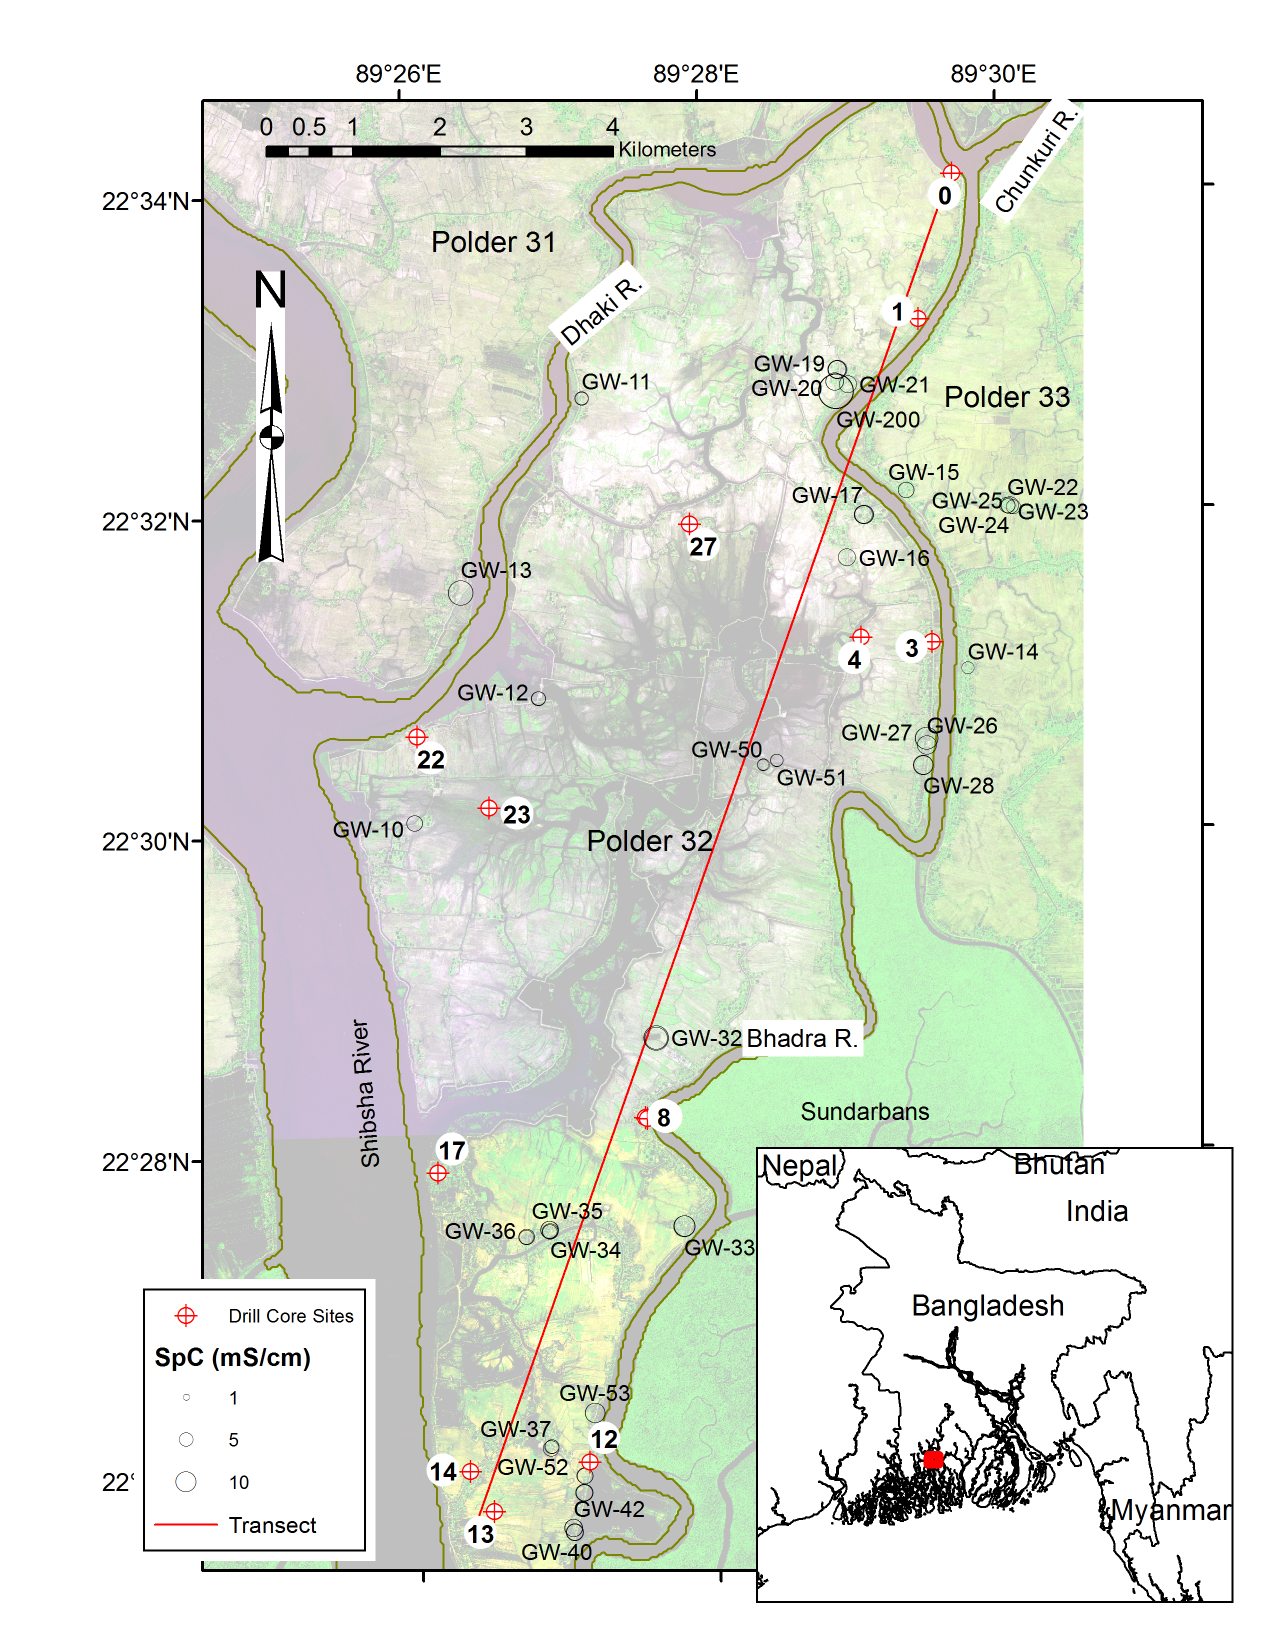 89°26'E
89°28'E
89°30'E
0 0.5 1 2 3 4
Kilometers
Chunkuri R.
0
22°34'N
Polder 31
N
Dhaki R.
1
GW-19
GW-11
GW-20
GW-21
Polder 33
GW-200
GW-15
GW-22
GW-17
GW-25
GW-23
22°32'N
GW-24
27
GW-16
GW-13
3
GW-14
4
GW-12
GW-26
GW-27
GW-50
22
GW-51
GW-28
23
GW-10
22°30'N
Polder 32
GW-32
Bhadra R.
Shibsha River
Sundarbans
8
17
22°28'N
GW-35
GW-36
GW-34
GW-33
GW-53
GW-37
12
14
GW-52
22°
GW-42
13
GW-40
Drill Core Sites
SpC (mS/cm)
1
5
10
Transect
Nepal
Bhutan
India
Bangladesh
Myanmar